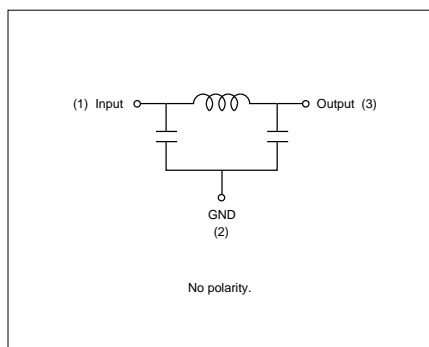 (1) Input Output (3)
GND
(2)
No polarity.